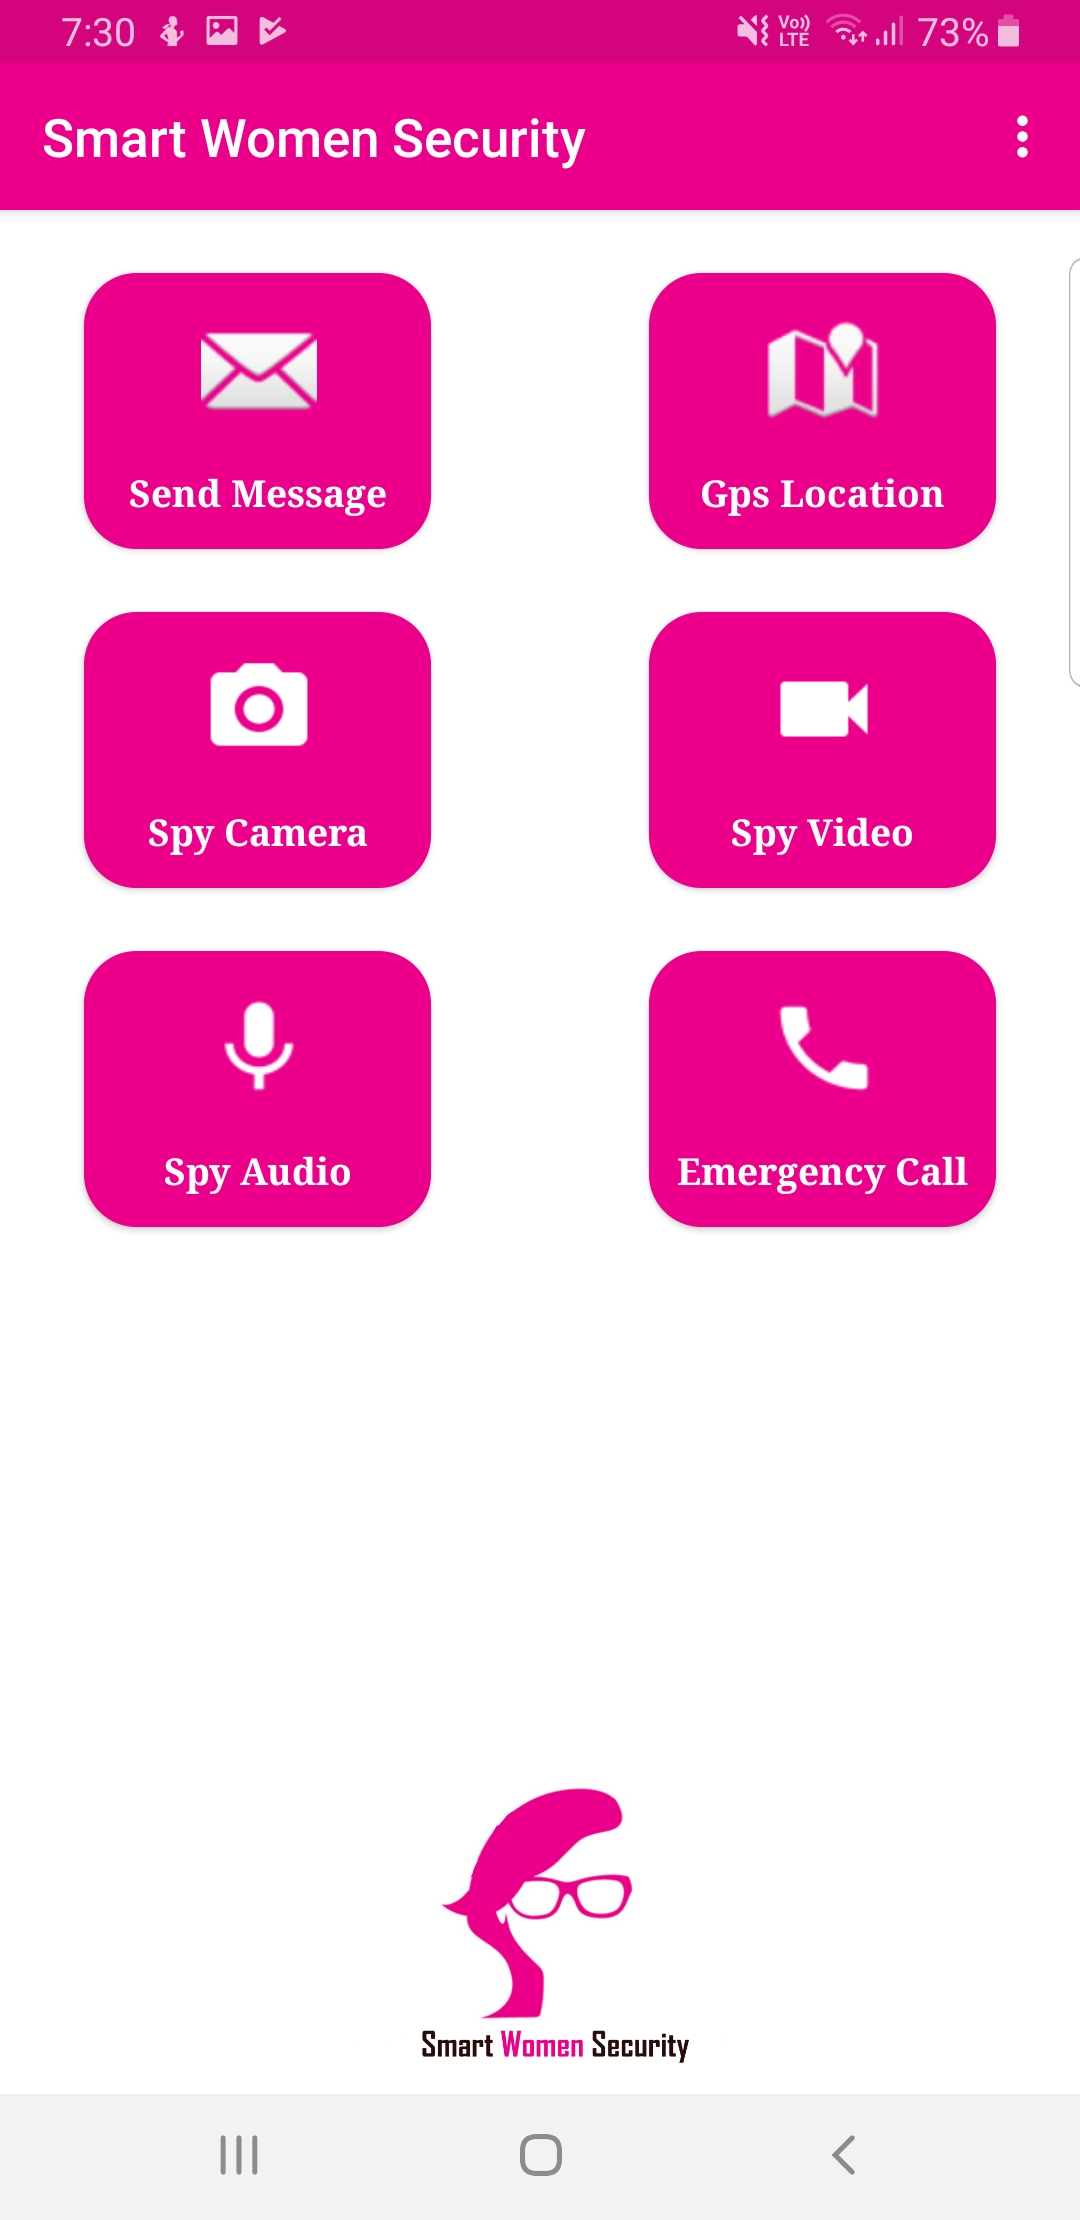 7:30 Vo)) LTE 73%
Smart Women Security
Send Message
Gps Location
Spy Camera
Spy Video
Spy Audio
Emergency Call
Smart Women Security